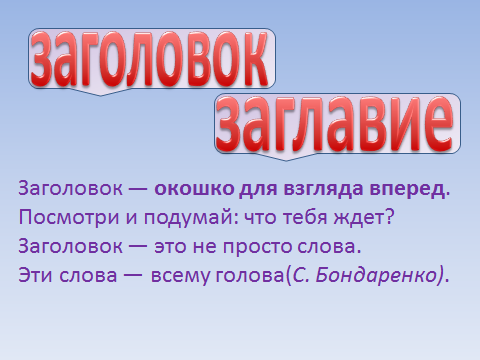 заголовок
заглавие
Заголовок — окошко для взгляда вперед.
Посмотри и подумай: что тебя ждет?
Заголовок — это не просто слова.
Эти слова — всему голова(С. Бондаренко).